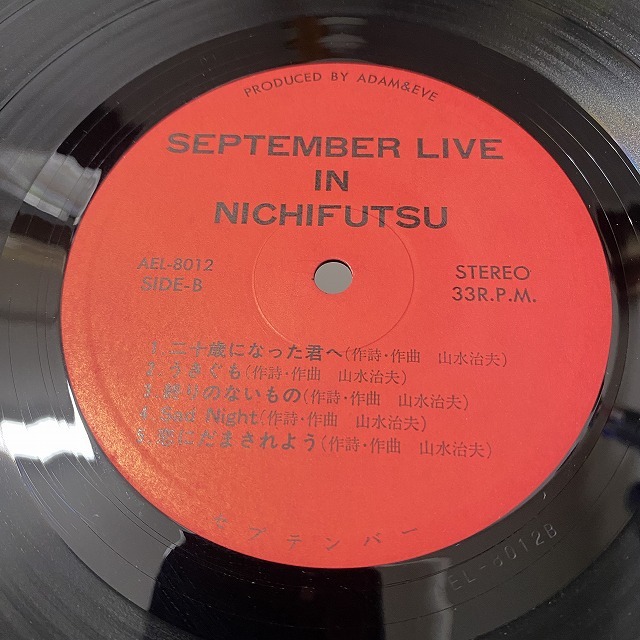 PRODUCED BY ADAM&EVE
SEPTEMBER LIVE
IN
NICHIFUTSU
AEL-8012
SIDE-B
STEREO
33R.P.M.
1.二十歳になった君へ(作詩・作曲 山水治夫)
2.うきぐも(作詩・作曲 山水治夫)
3.終りのないもの(作詩・作曲 山水治夫)
4.Sad Night(作詩・作曲 山水治夫)
5.恋にだまされよう(作詩・作曲 山水治夫)
セプテンバー
AEL-8012B